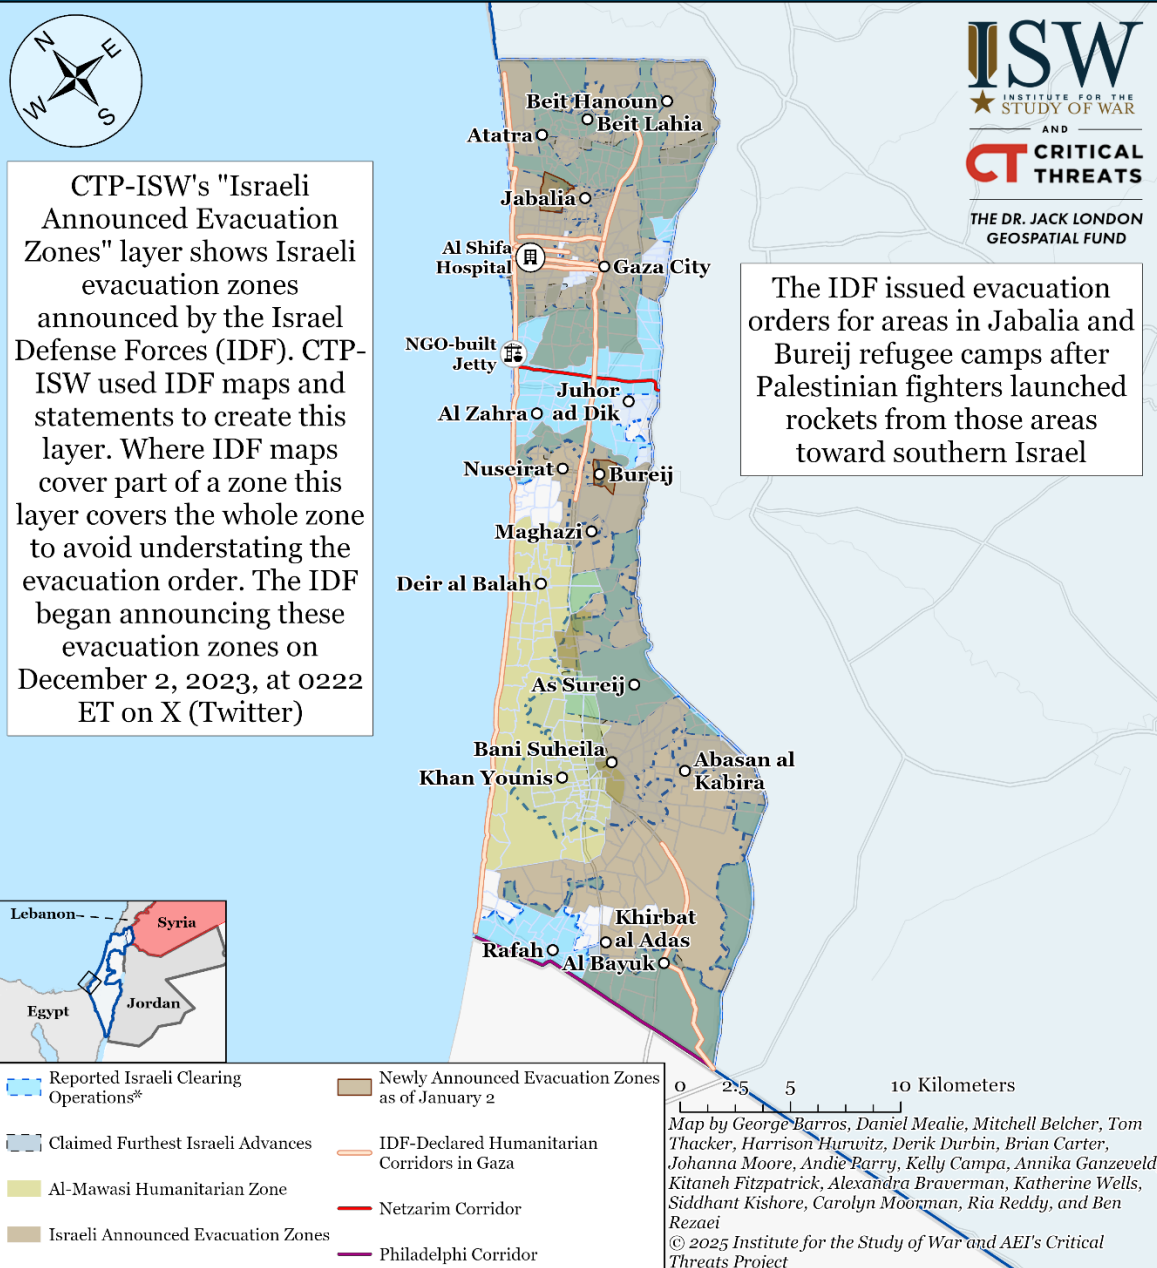 N
E
W
S
ISW
INSTITUTE FOR THE
STUDY OF WAR
AND
CT CRITICAL
THREATS
THE DR. JACK LONDON
GEOSPATIAL FUND
CTP-ISW's "Israeli
Announced Evacuation
Zones" layer shows Israeli
evacuation zones
announced by the Israel
Defense Forces (IDF). CTP-
ISW used IDF maps and
statements to create this
layer. Where IDF maps
cover part of a zone this
layer covers the whole zone
to avoid understating the
evacuation order. The IDF
began announcing these
evacuation zones on
December 2, 2023, at 0222
ET on X (Twitter)
The IDF issued evacuation
orders for areas in Jabalia and
Bureij refugee camps after
Palestinian fighters launched
rockets from those areas
toward southern Israel
Beit Hanoun
Beit Lahia
Atatra
Jabalia
Al Shifa
Hospital
Gaza City
NGO-built
Jetty
Juhor
ad Dik
Al Zahra
Nuseirat
Bureij
Maghazi
Deir al Balah
As Sureij
Bani Suheila
Abasan al
Kabira
Khan Younis
Khirbat
al Adas
Rafah
Al Bayuk
Lebanon
Syria
Egypt
Jordan
Reported Israeli Clearing
Operations*
Claimed Furthest Israeli Advances
Al-Mawasi Humanitarian Zone
Israeli Announced Evacuation Zones
Newly Announced Evacuation Zones
as of January 2
IDF-Declared Humanitarian
Corridors in Gaza
Netzarim Corridor
Philadelphi Corridor
0 2.5 5 10 Kilometers
Map by George Barros, Daniel Mealie, Mitchell Belcher, Tom
Thacker, Harrison Hurwitz, Derik Durbin, Brian Carter,
Johanna Moore, Andie Parry, Kelly Campa, Annika Ganzeveld
Kitaneh Fitzpatrick, Alexandra Braverman, Katherine Wells,
Siddhant Kishore, Carolyn Moorman, Ria Reddy, and Ben
Rezaei
© 2025 Institute for the Study of War and AEI's Critical
Threats Project